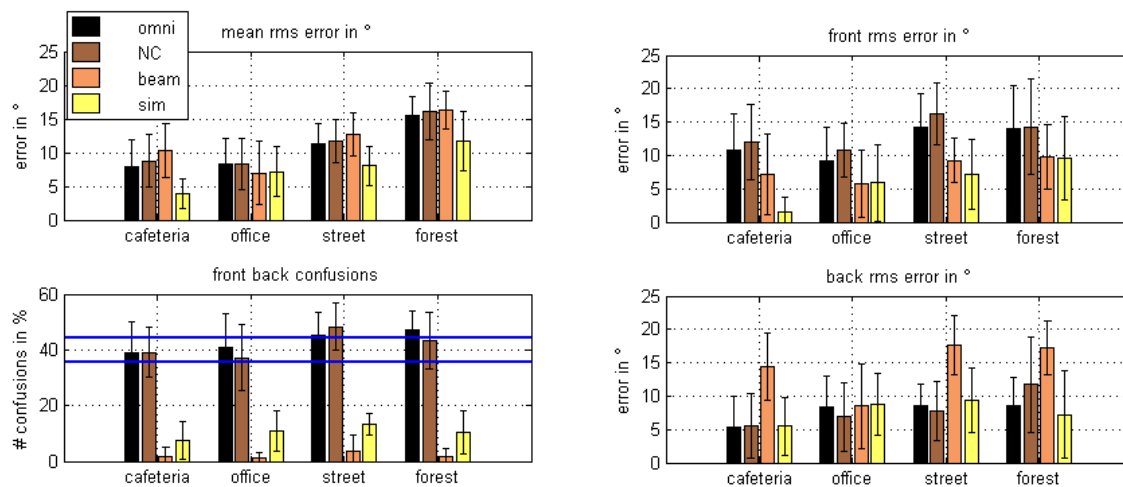 omni
NC
beam
sim
mean rms error in °
25
20
15
10
5
0
error in °
cafeteria office street forest
front rms error in °
25
20
15
10
5
0
error in °
cafeteria office street forest
front back confusions
60
40
20
0
# confusions in %
cafeteria office street forest
back rms error in °
25
20
15
10
5
0
error in °
cafeteria office street forest